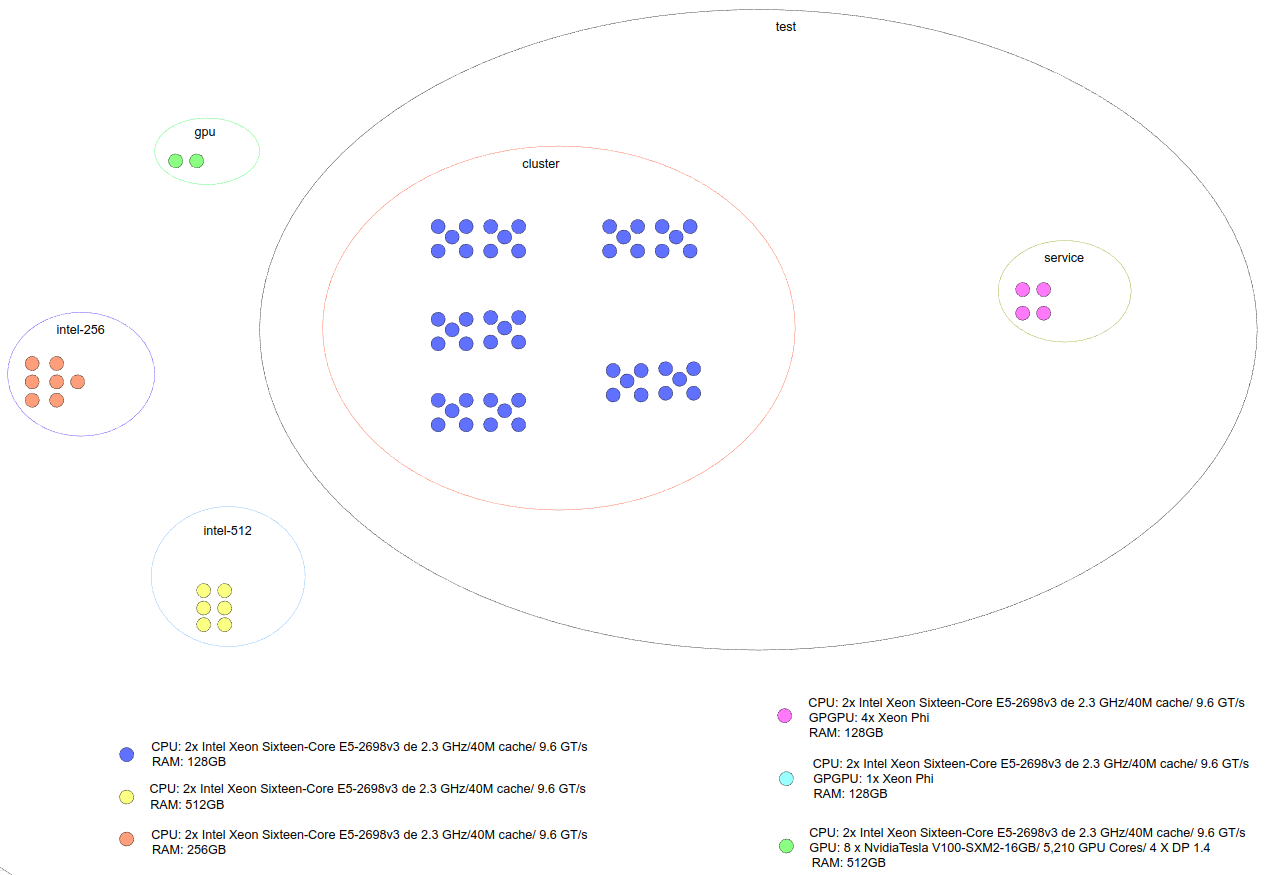 test
gpu
cluster
service
intel-256
intel-512
CPU: 2x Intel Xeon Sixteen-Core E5-2698v3 de 2.3 GHz/40M cache/ 9.6 GT/s
RAM: 128GB
CPU: 2x Intel Xeon Sixteen-Core E5-2698v3 de 2.3 GHz/40M cache/ 9.6 GT/s
RAM: 512GB
CPU: 2x Intel Xeon Sixteen-Core E5-2698v3 de 2.3 GHz/40M cache/ 9.6 GT/s
RAM: 256GB
CPU: 2x Intel Xeon Sixteen-Core E5-2698v3 de 2.3 GHz/40M cache/ 9.6 GT/s
GPGPU: 4x Xeon Phi
RAM: 128GB
CPU: 2x Intel Xeon Sixteen-Core E5-2698v3 de 2.3 GHz/40M cache/ 9.6 GT/s
GPGPU: 1x Xeon Phi
RAM: 128GB
CPU: 2x Intel Xeon Sixteen-Core E5-2698v3 de 2.3 GHz/40M cache/ 9.6 GT/s
GPU: 8 x NvidiaTesla V100-SXM2-16GB/ 5,210 GPU Cores/ 4 X DP 1.4
RAM: 512GB